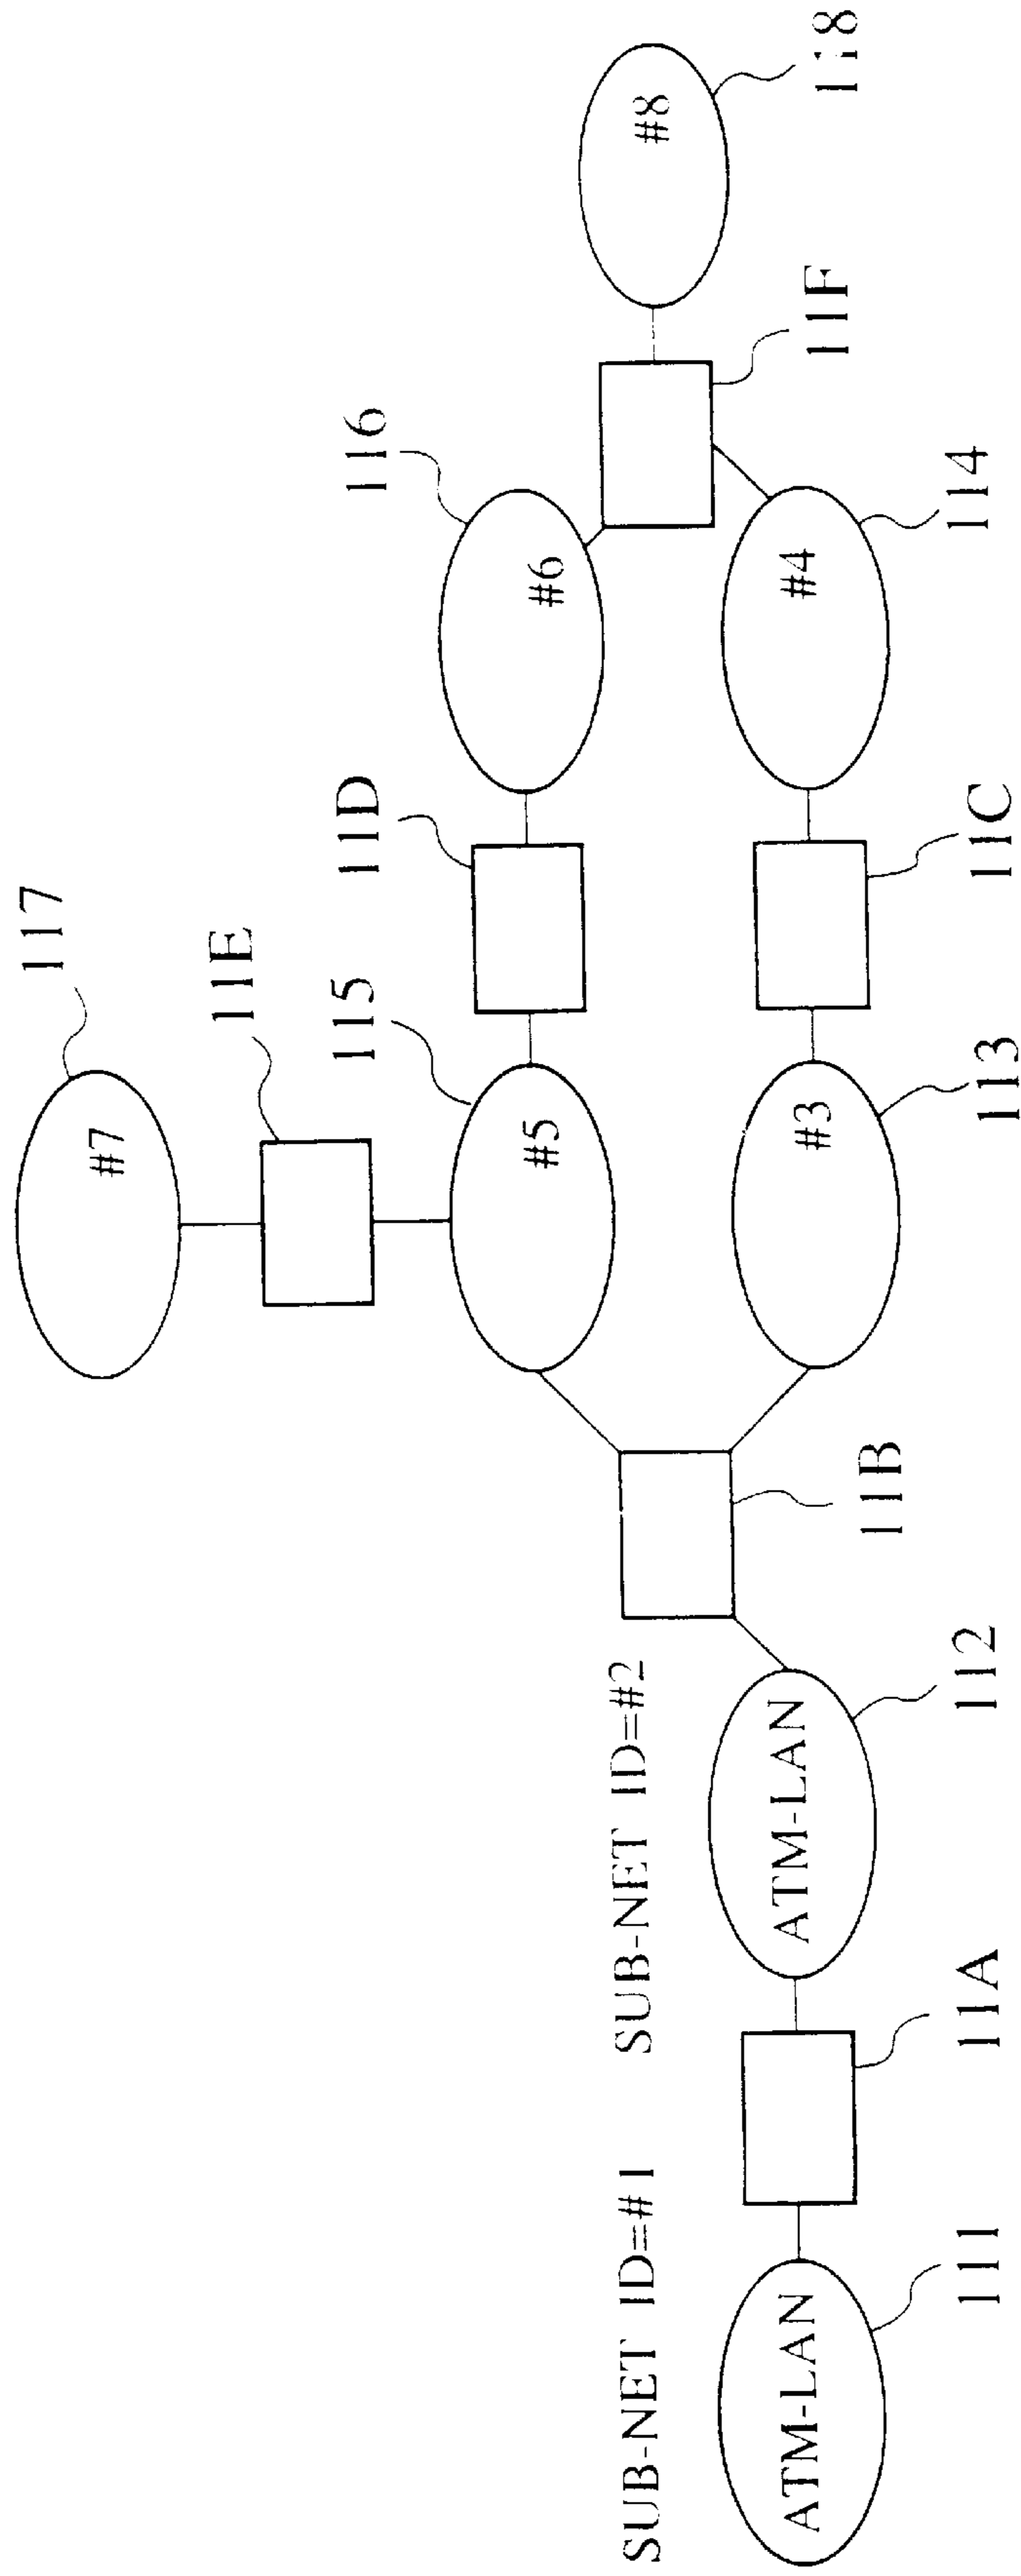 117
#7
11E
115
11D
116
#5
#6
11F
#8
118
SUB-NET ID=#1
SUB-NET ID=#2
11B
#3
11C
#4
114
113
ATM-LAN
111
11A
ATM-LAN
112